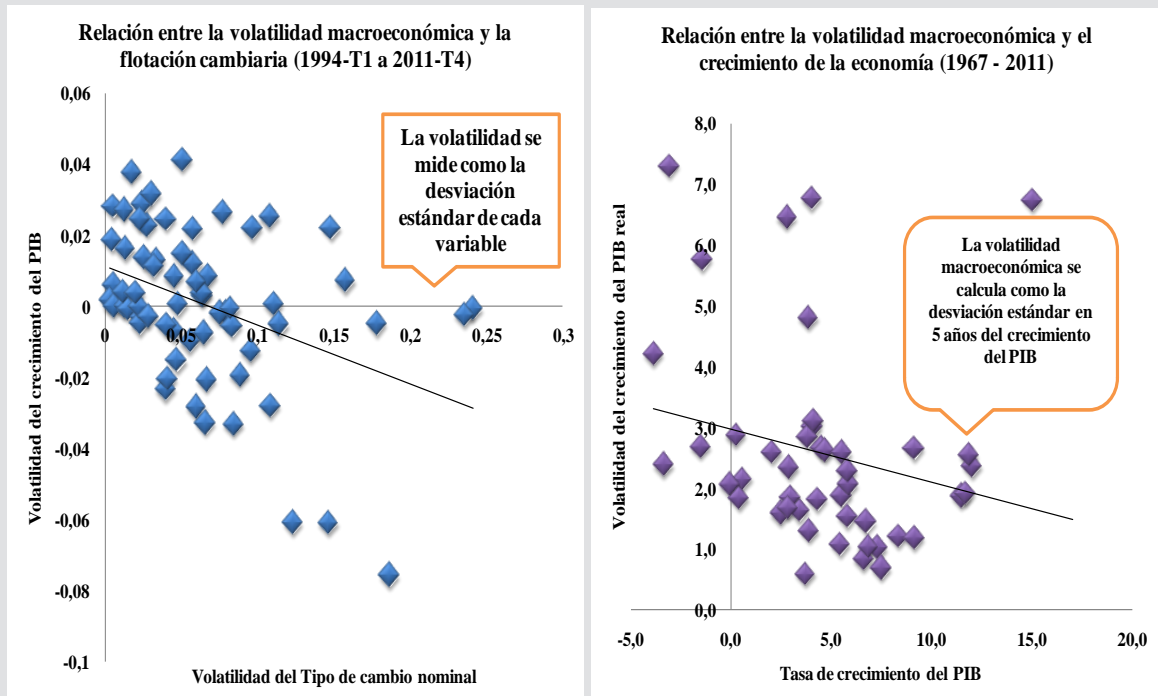 Relación entre la volatilidad macroeconómica y la
flotación cambiaria (1994-T1 a 2011-T4)
Volatilidad del crecimiento del PIB
0,06
0,04
0,02
0
-0,02
-0,04
-0,06
-0,08
-0,1
0
0,05
0,1
0,15
0,2
0,25
0,3
La volatilidad se
mide como la
desviación
estándar de cada
variable
Volatilidad del Tipo de cambio nominal
Relación entre la volatilidad macroeconómica y el
crecimiento de la economía (1967 - 2011)
Volatilidad del crecimiento del PIB real
8,0
7,0
6,0
5,0
4,0
3,0
2,0
1,0
0,0
-5,0
0,0
5,0
10,0
15,0
20,0
La volatilidad
macroeconómica se
calcula como la
desviación estándar en
5 años del crecimiento
del PIB
Tasa de crecimiento del PIB